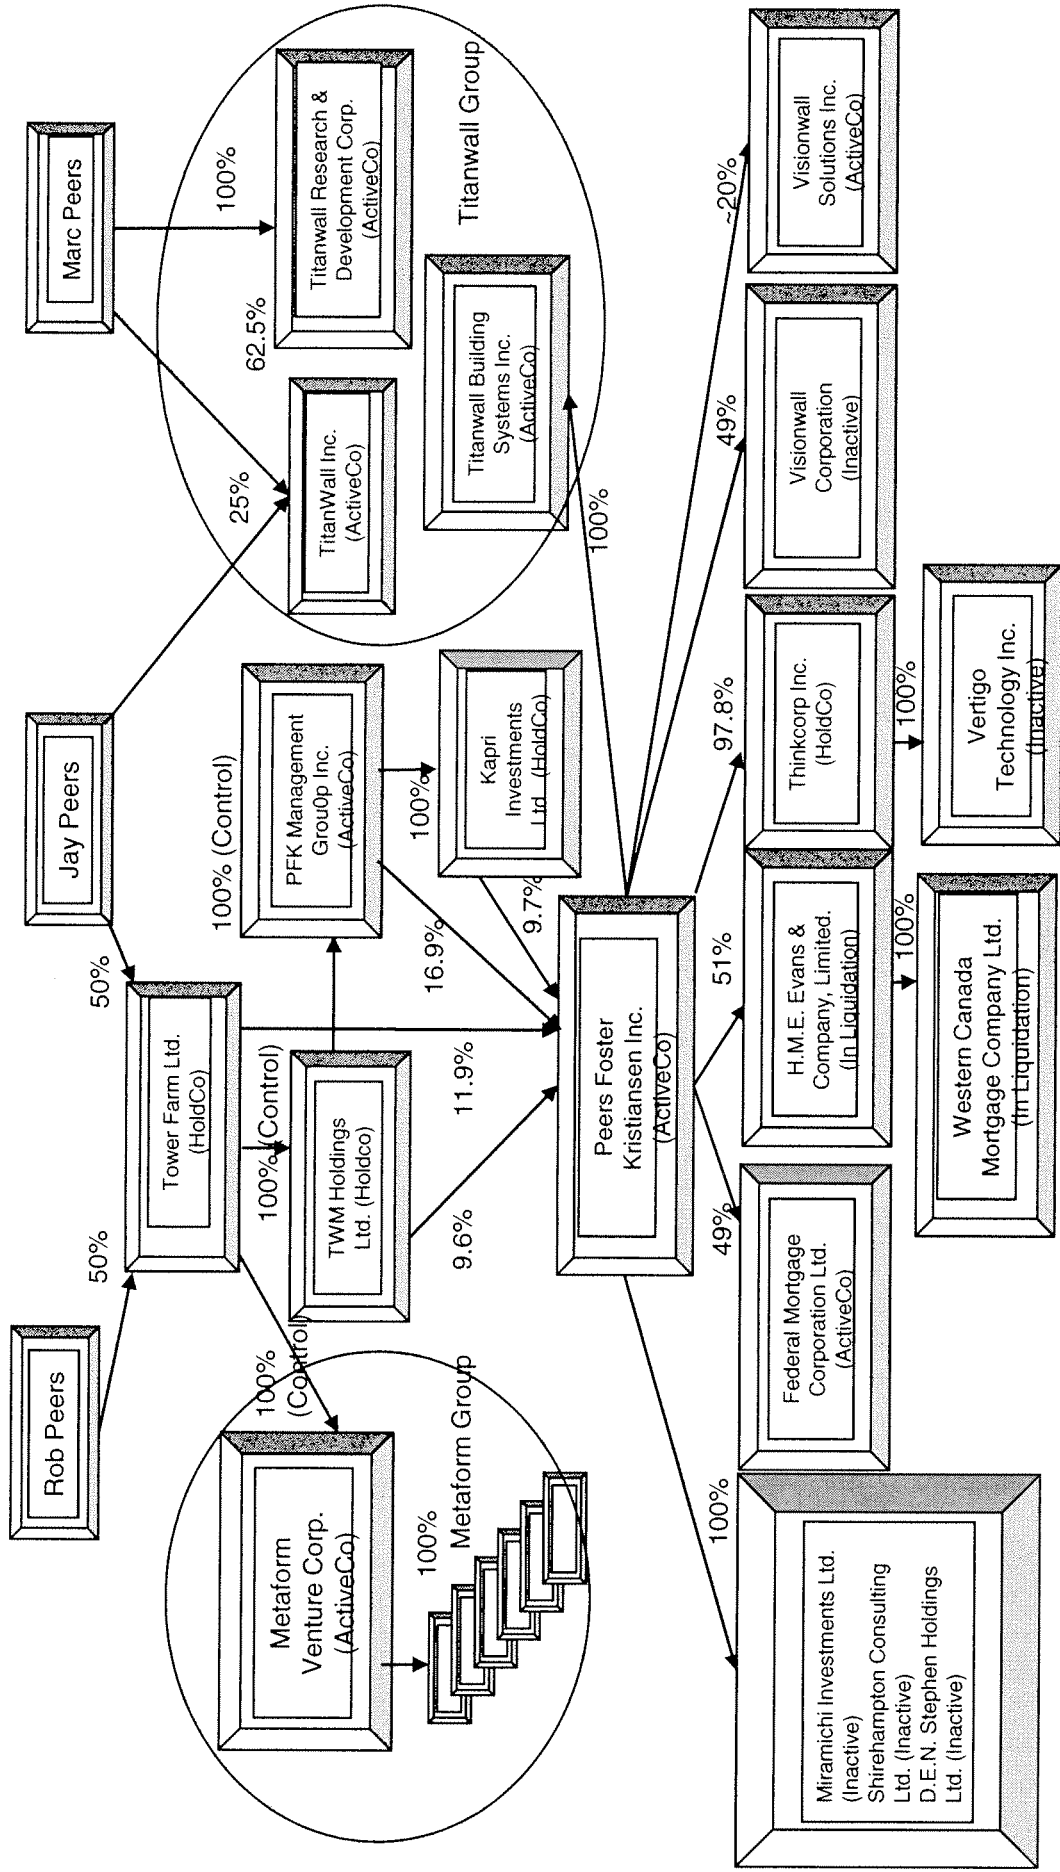 Rob Peers
Jay Peers
Marc Peers
50%
50%
Tower Farm Ltd.
(HoldCo)
25%
100%
62.5%
100%
(Control)
100% (Control)
100% (Control)
Metaform
Venture Corp.
(ActiveCo)
100%
Metaform Group
TWM Holdings
Ltd. (Holdco)
PFK Management
Grou0p Inc.
(ActiveCo)
100%
Kapri
Investments
Ltd (HoldCo)
TitanWall Inc.
(ActiveCo)
Titanwall Research &
Development Corp.
(ActiveCo)
Titanwall Building
Systems Inc.
(ActiveCo)
Titanwall Group
9.6%
11.9%
16.9%
9.7%
100%
Peers Foster
Kristiansen Inc.
(ActiveCo)
100%
49%
51%
97.8%
49%
~20%
Miramichi Investments Ltd.
(Inactive)
Shirehampton Consulting
Ltd. (Inactive)
D.E.N. Stephen Holdings
Ltd. (Inactive)
Federal Mortgage
Corporation Ltd.
(ActiveCo)
H.M.E. Evans &
Company, Limited.
(In Liquidation)
Thinkcorp Inc.
(HoldCo)
Visionwall
Corporation
(Inactive)
Visionwall
Solutions Inc.
(ActiveCo)
100%
100%
Western Canada
Mortgage Company Ltd.
(In Liquidation)
Vertigo
Technology Inc.
(Inactive)